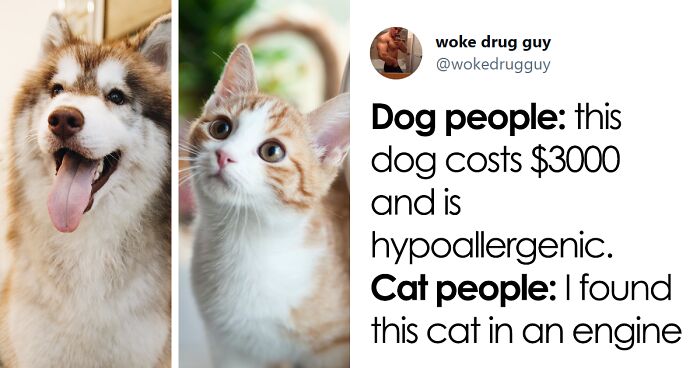 woke drug guy
@wokedrugguy
Dog people: this
dog costs $3000
and is
hypoallergenic.
Cat people: I found
this cat in an engine